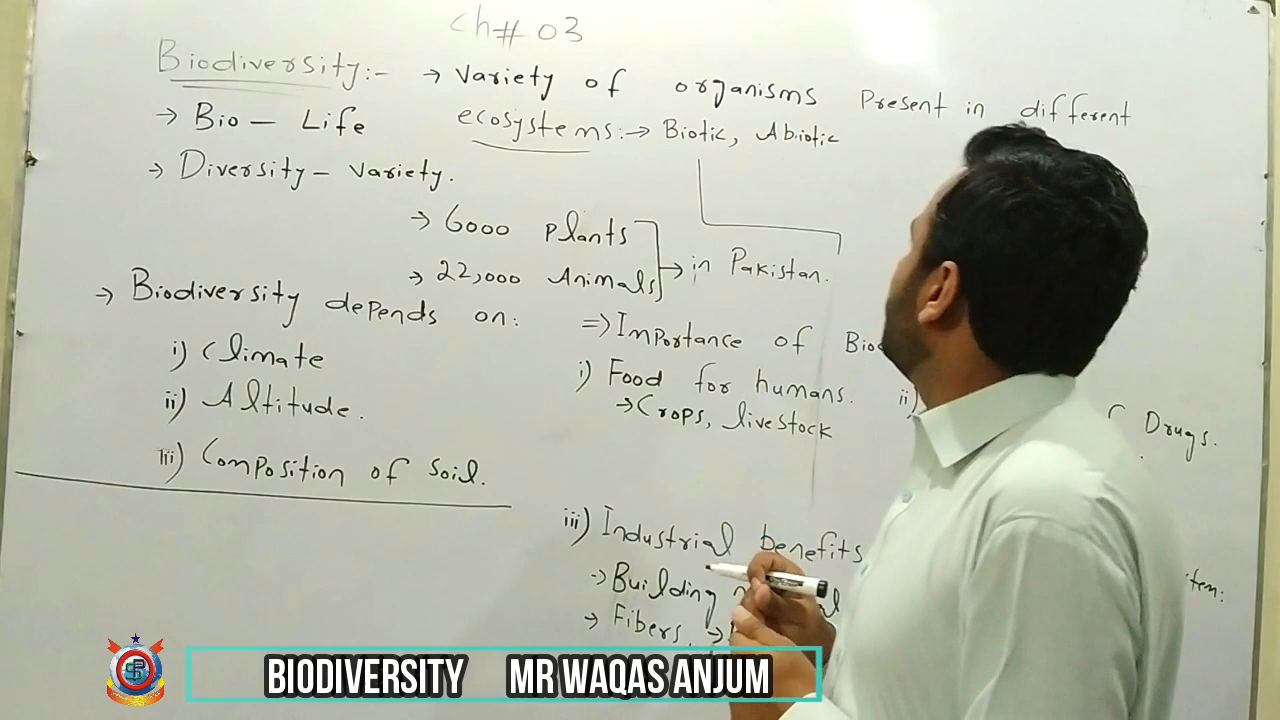 Ch# 03
Biodiversity:- → Variety of organisms Present in different
ecosystems:→ Biotic, Abiotic
→ Bio – Life
→ Diversity – Variety.
→ 6000 Plants
→ 22,000 Animals → in Pakistan.
→ Biodiversity depends on:
i) Climate
ii) Altitude.
iii) Composition of Soil.
=> Importance of
i) Food for humans. ii) Drugs.
→ Crops, livestock
iii) Industrial benefits
→ Building
→ Fibers →
BIODIVERSITY MR WAQAS ANJUM